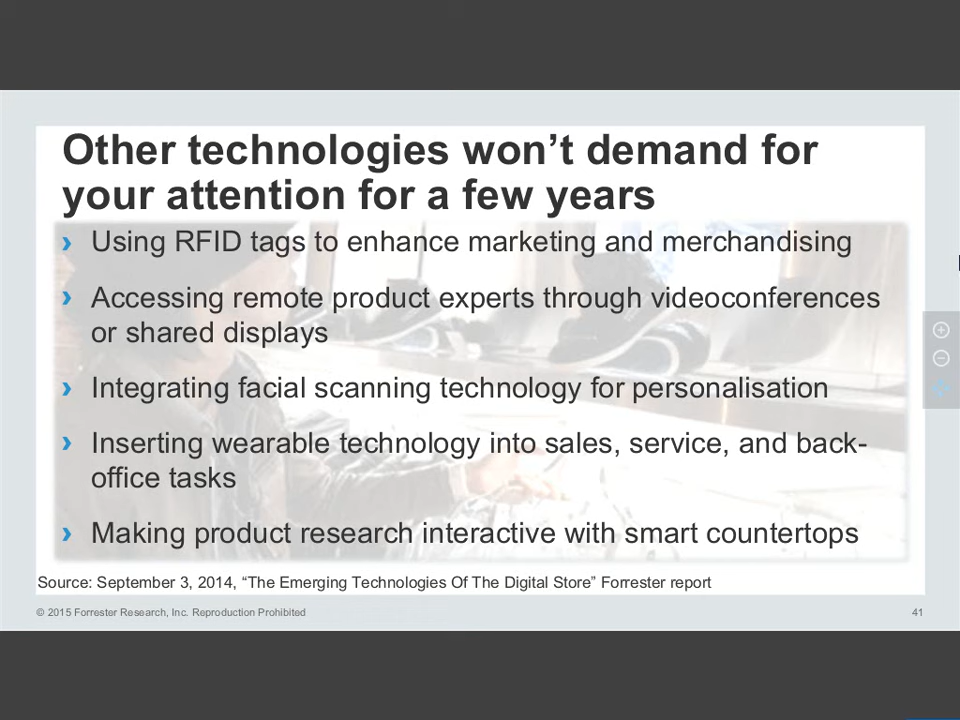 Other technologies won’t demand for
your attention for a few years
› Using RFID tags to enhance marketing and merchandising
› Accessing remote product experts through videoconferences
or shared displays
› Integrating facial scanning technology for personalisation
› Inserting wearable technology into sales, service, and back-
office tasks
› Making product research interactive with smart countertops
Source: September 3, 2014, “The Emerging Technologies Of The Digital Store” Forrester report
© 2015 Forrester Research, Inc. Reproduction Prohibited 41